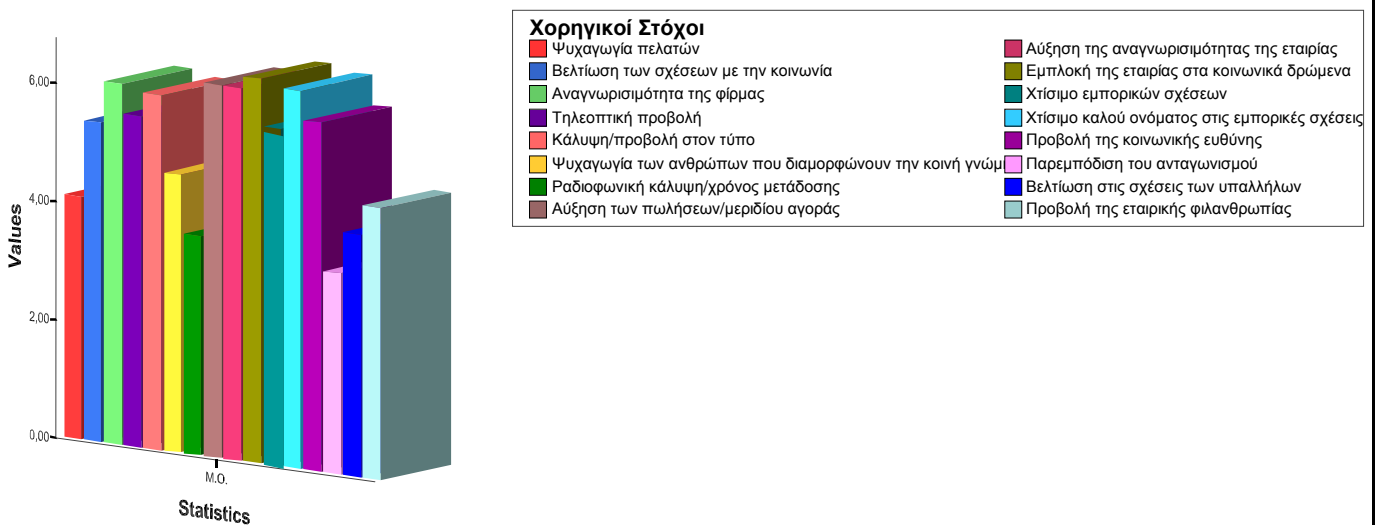 Χορηγικοί Στόχοι
Ψυχαγωγία πελατών
Βελτίωση των σχέσεων με την κοινωνία
Αναγνωρισιμότητα της φίρμας
Τηλεοπτική προβολή
Κάλυψη/προβολή στον τύπο
Ψυχαγωγία των ανθρώπων που διαμορφώνουν την κοινή γνώμ
Ραδιοφωνική κάλυψη/χρόνος μετάδοσης
Αύξηση των πωλήσεων/μεριδίου αγοράς
Αύξηση της αναγνωρισιμότητας της εταιρίας
Εμπλοκή της εταιρίας στα κοινωνικά δρώμενα
Χτίσιμο εμπορικών σχέσεων
Χτίσιμο καλού ονόματος στις εμπορικές σχέσεις
Προβολή της κοινωνικής ευθύνης
Παρεμπόδιση του ανταγωνισμού
Βελτίωση στις σχέσεις των υπαλλήλων
Προβολή της εταιρικής φιλανθρωπίας
6,00
4,00
2,00
0,00
Values
M.O.
Statistics